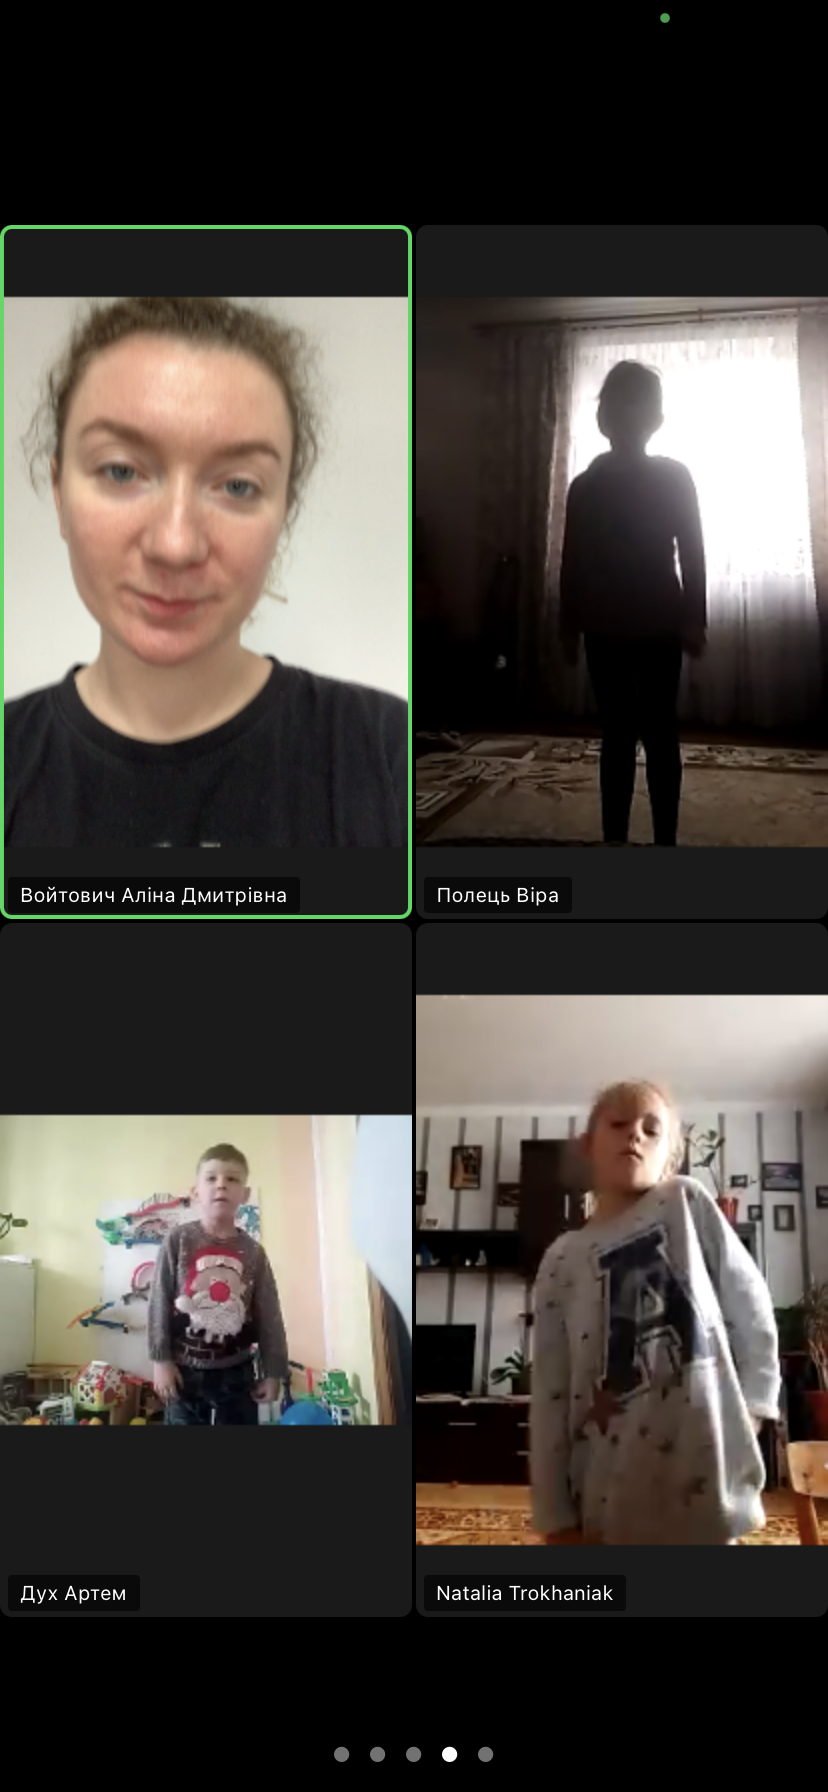 Войтович Аліна Дмитрівна
Полець Віра
Дух Артем
A
Natalia Trokhaniak